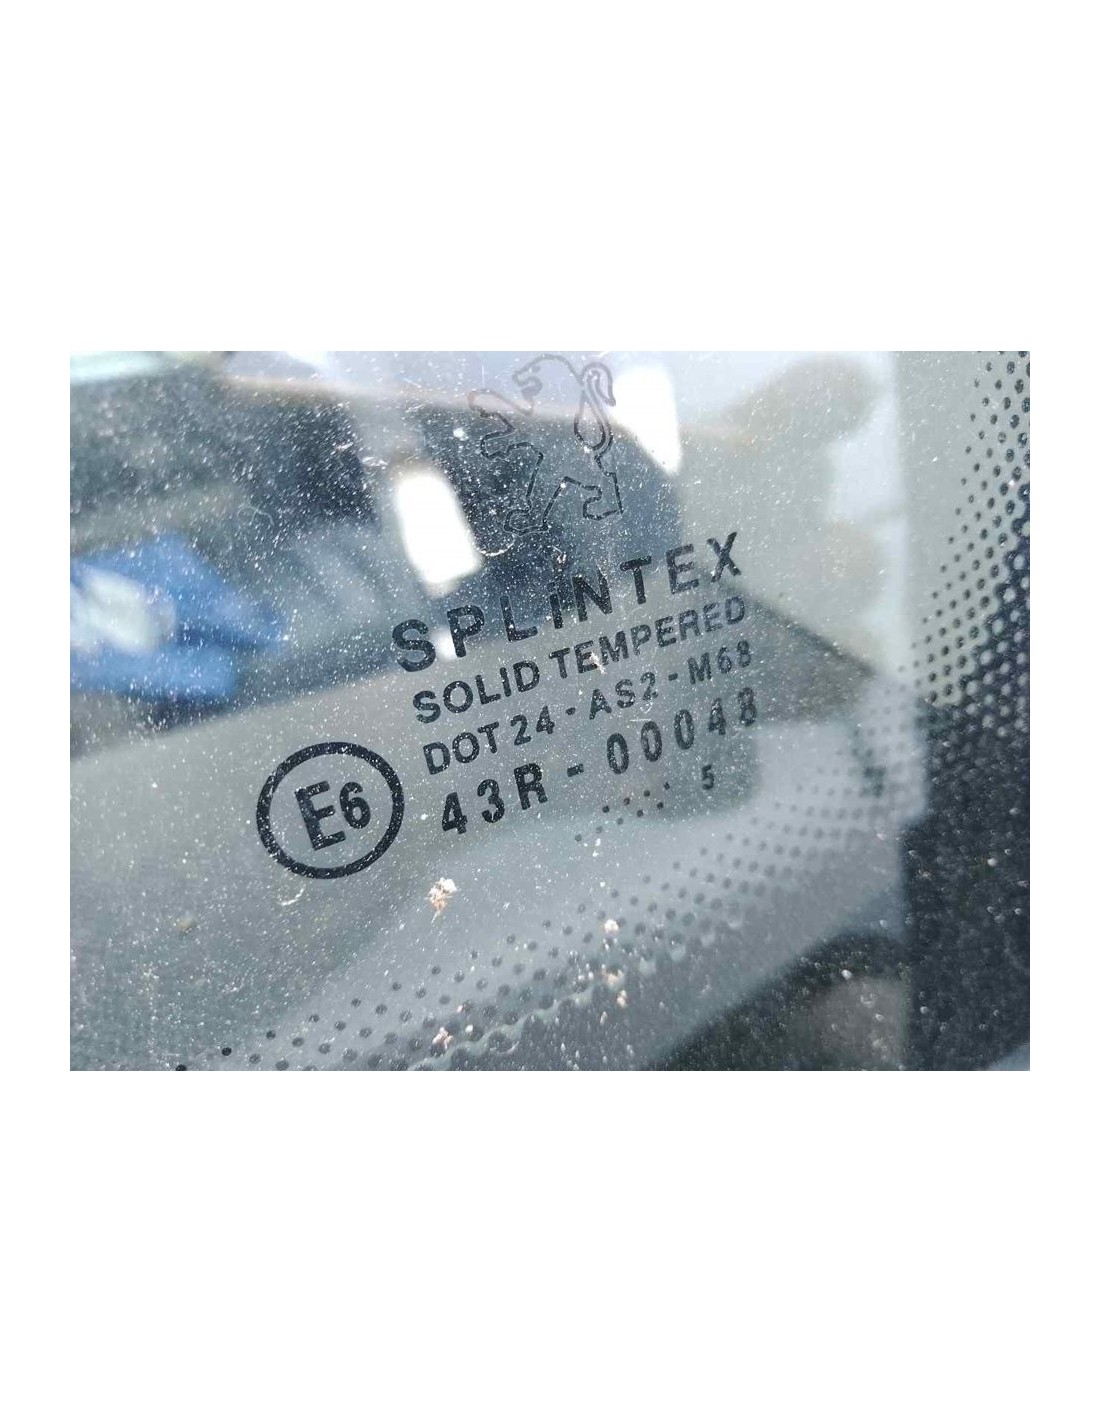 SPLINTEX
SOLID TEMPERED
DOT 24 - AS2 - M68
E6
43R - 00048
..:...: 5